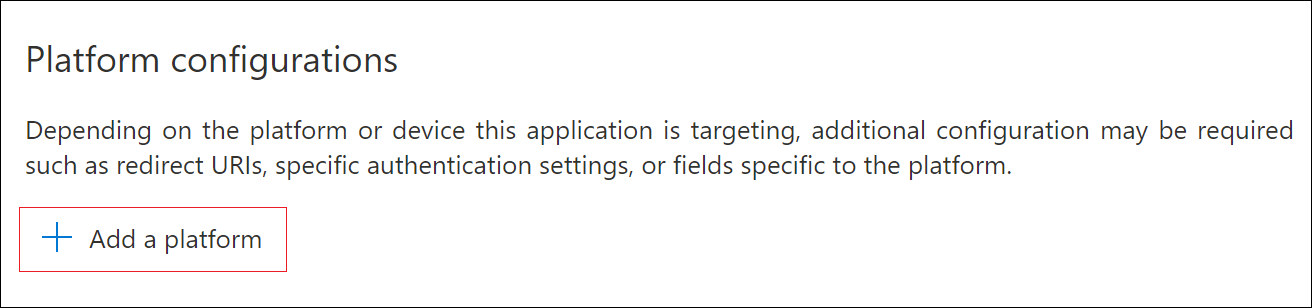 Platform configurations
Depending on the platform or device this application is targeting, additional configuration may be required
such as redirect URIs, specific authentication settings, or fields specific to the platform.
Add a platform